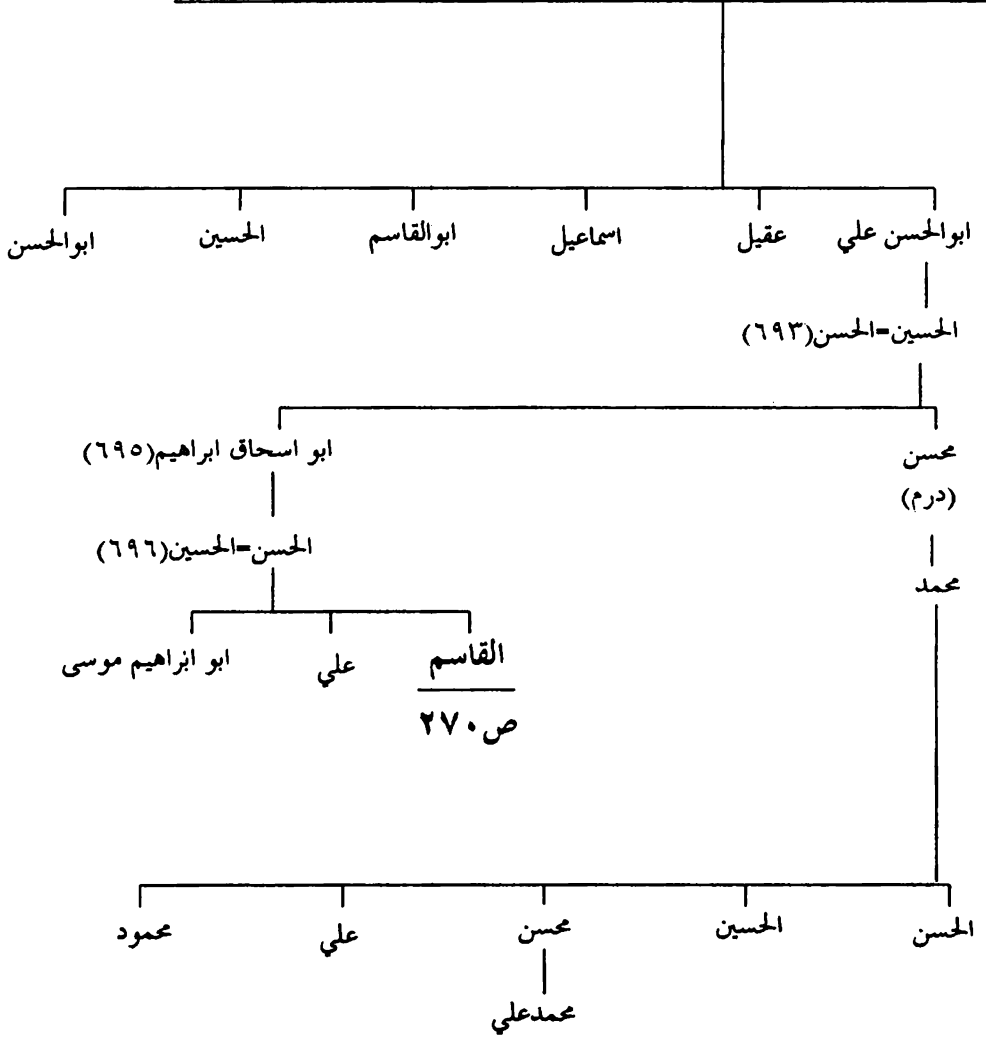 ابوالحسن علي عقيل اسماعيل ابوالقاسم الحسين ابوالحسن
الحسين=الحسن(٦٩٣)
محسن ابو اسحاق ابراهيم(٦٩٥)
(درم)
الحسن=الحسين(٦٩٦)
محمد
القاسم علي ابو ابراهيم موسى
ص٢٧٠
الحسن الحسين محسن علي محمود
محمدعلي